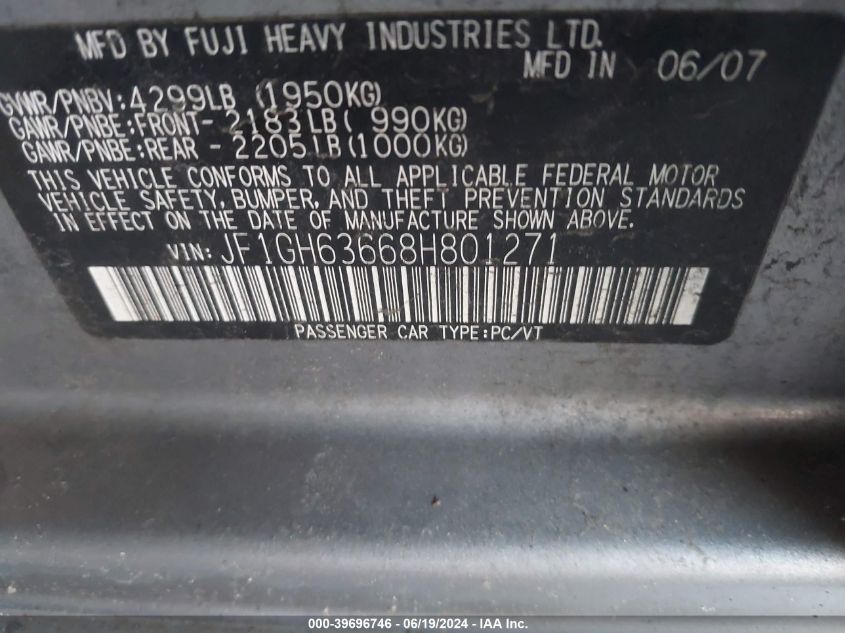 MFD BY FUJI HEAVY INDUSTRIES LTD.
MFD IN 06/07
GVWR/PNBV:4299LB (1950KG)
GAWR/PNBE:FRONT- 2183LB( 990KG)
GAWR/PNBE:REAR - 2205LB(1000KG)
THIS VEHICLE CONFORMS TO ALL APPLICABLE FEDERAL MOTOR
VEHICLE SAFETY, BUMPER, AND THEFT PREVENTION STANDARDS
IN EFFECT ON THE DATE OF MANUFACTURE SHOWN ABOVE.
VIN: JF1GH63668H801271
PASSENGER CAR TYPE:PC/VT
000-39696746 - 06/19/2024 - IAA Inc.